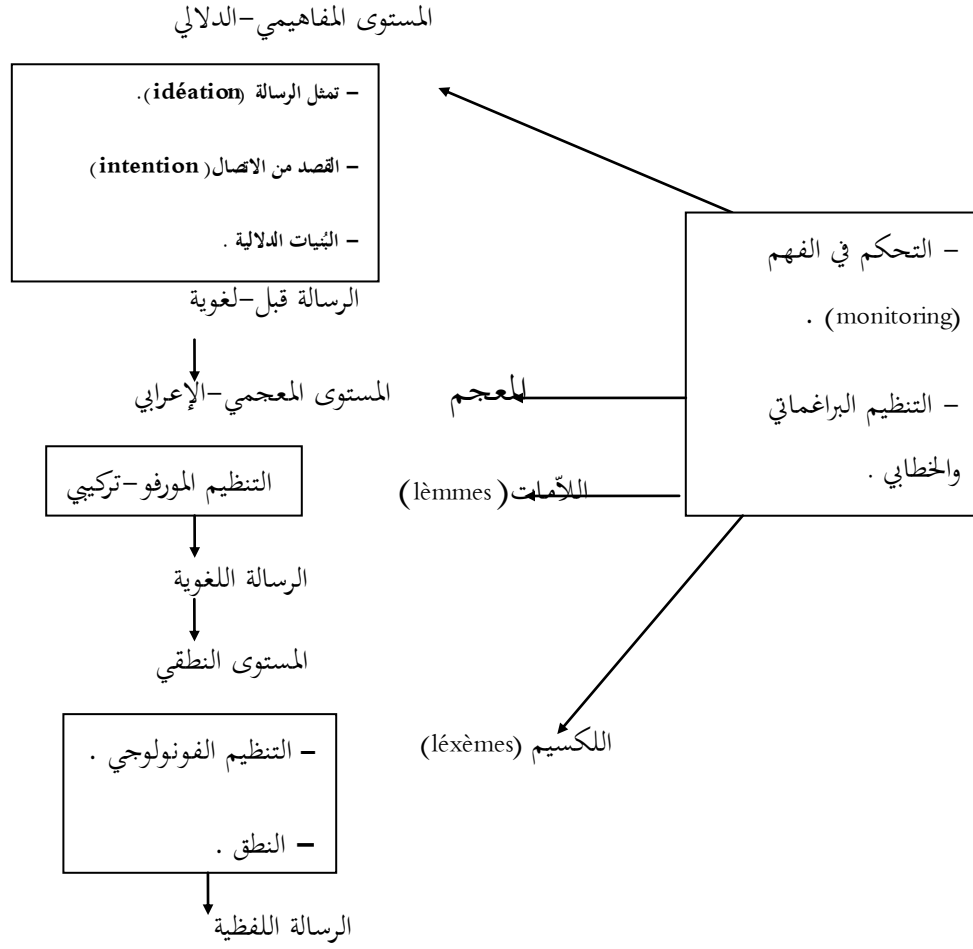 المستوى المفاهيمي-الدلالي
– تمثل الرسالة (idéation).
– القصد من الاتصال (intention)
– البُنيات الدلالية .
الرسالة قبل-لغوية
– التحكم في الفهم
(monitoring) .
– التنظيم البراغماتي
والخطابي .
المعجم
المستوى المعجمي-الإعرابي
اللاّمات (lèmmes)
التنظيم المورفو-تركيبي
الرسالة اللغوية
المستوى النطقي
اللكسيم (léxèmes)
– التنظيم الفونولوجي .
– النطق .
الرسالة اللفظية